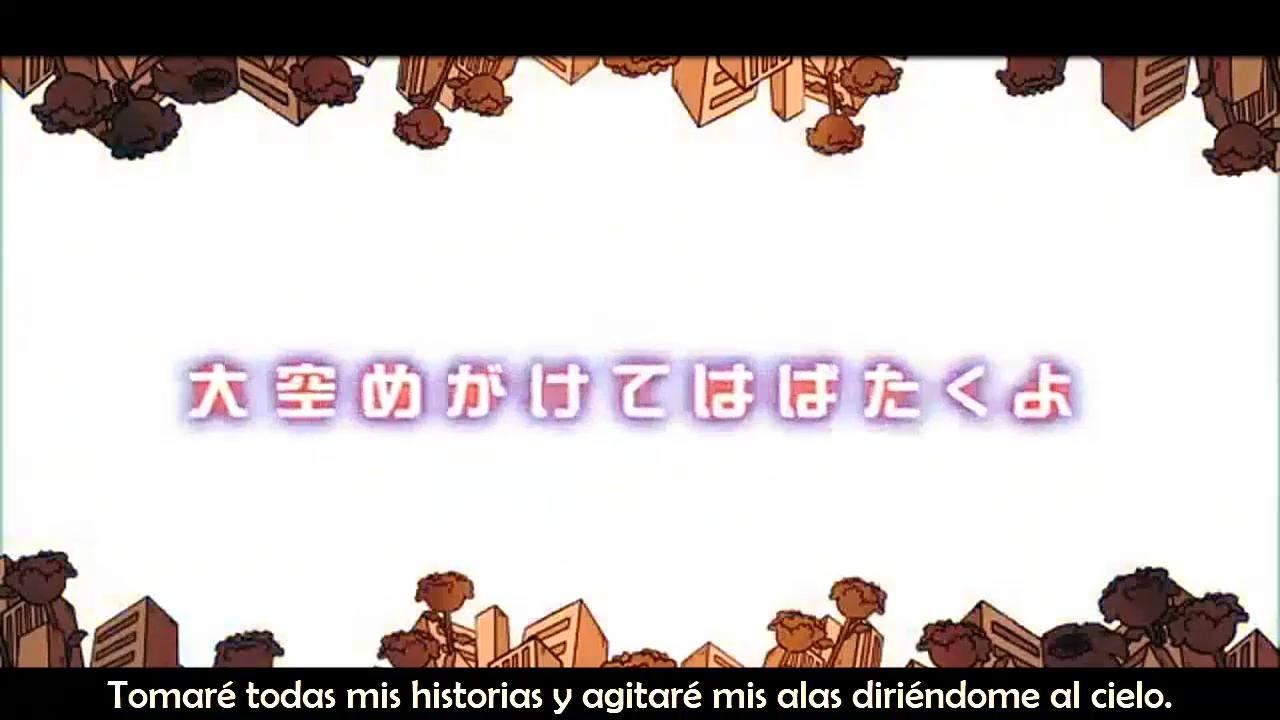 大空めがけてはばたくよ
Tomaré todas mis historias y agitaré mis alas diriéndome al cielo.